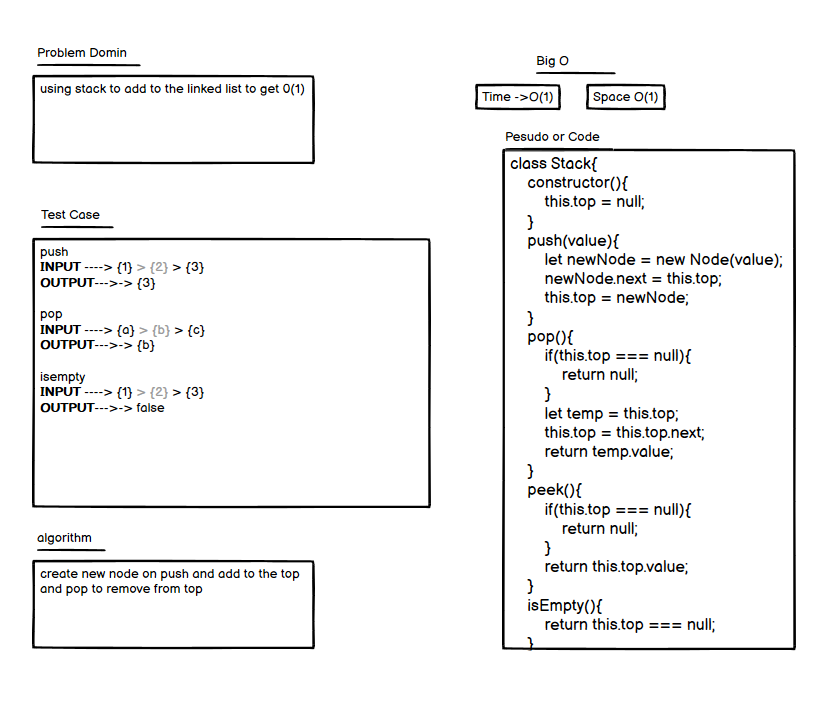 Problem Domin
using stack to add to the linked list to get O(1)
Test Case
push
INPUT ----> {1} > {2} > {3}
OUTPUT--->-> {3}
pop
INPUT ----> {a} > {b} > {c}
OUTPUT--->-> {b}
isempty
INPUT ----> {1} > {2} > {3}
OUTPUT--->-> false
algorithm
create new node on push and add to the top
and pop to remove from top
Big O
Time ->O(1)
Space O(1)
Pesudo or Code
class Stack{
constructor(){
this.top = null;
}
push(value){
let newNode = new Node(value);
newNode.next = this.top;
this.top = newNode;
}
pop(){
if(this.top === null){
return null;
}
let temp = this.top;
this.top = this.top.next;
return temp.value;
}
peek(){
if(this.top === null){
return null;
}
return this.top.value;
}
isEmpty(){
return this.top === null;
}